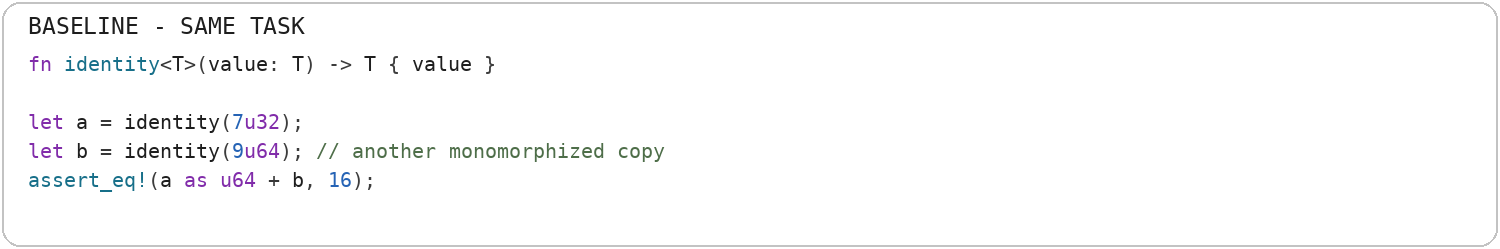 BASELINE - SAME TASK
fn identity<T>(value: T) -> T { value }
let a = identity(7u32);
let b = identity(9u64); // another monomorphized copy
assert_eq!(a as u64 + b, 16);